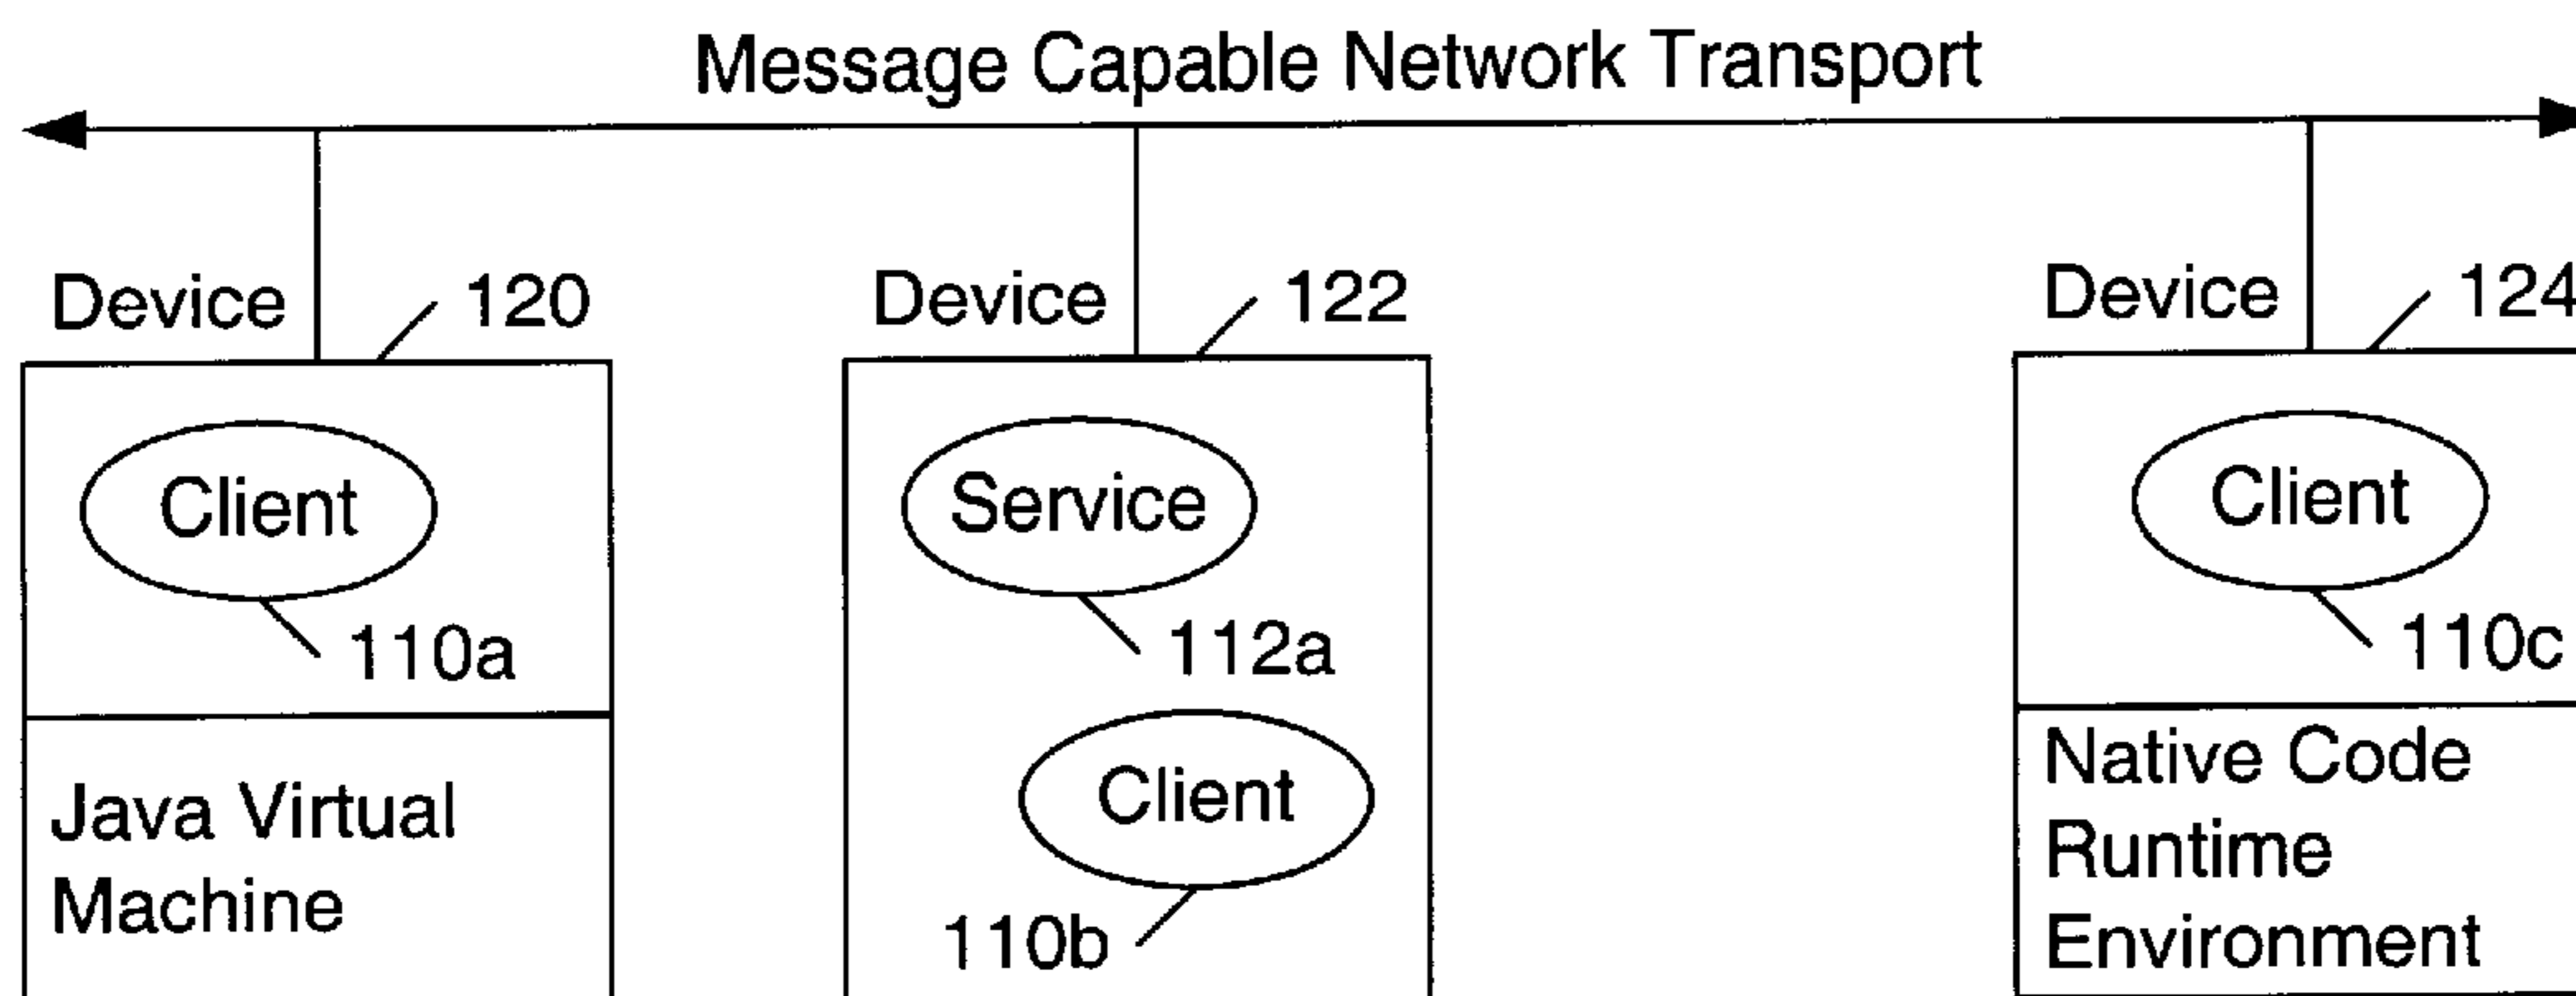 Message Capable Network Transport
Device
120
Device
122
Device
124
Client
110a
Service
112a
Client
110c
Client
110b
Java Virtual
Machine
Native Code
Runtime
Environment